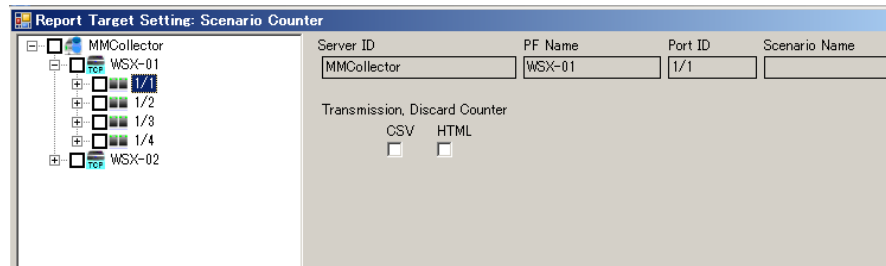 Report Target Setting: Scenario Counter
MMCollector
WSX-01
TCP
1/1
1/2
1/3
1/4
WSX-02
TCP
Server ID PF Name Port ID Scenario Name
MMCollector WSX-01 1/1
Transmission, Discard Counter
CSV HTML